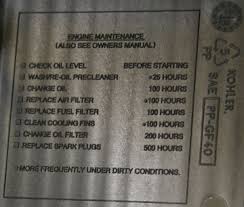 ENGINE MAINTENANCE
(ALSO SEE OWNERS MANUAL)
CHECK OIL LEVEL BEFORE STARTING
WASH/RE-OIL PRECLEANER *25 HOURS
CHANGE OIL 100 HOURS
REPLACE AIR FILTER *100 HOURS
REPLACE FUEL FILTER 100 HOURS
CLEAN COOLING FINS *100 HOURS
CHANGE OIL FILTER 200 HOURS
REPLACE SPARK PLUGS 500 HOURS
*MORE FREQUENTLY UNDER DIRTY CONDITIONS.
PP
KOHLER.
SAE PP-GF40